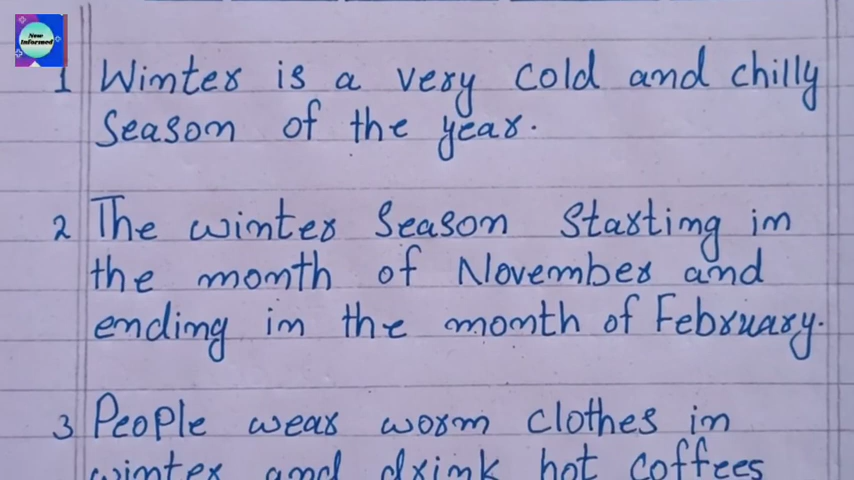 New
Informed
1 Winter is a very cold and chilly
Season of the year.
2 The winter Season Starting in
the month of November and
ending in the month of February.
3 People wear worm clothes in
winter and drink hot coffees